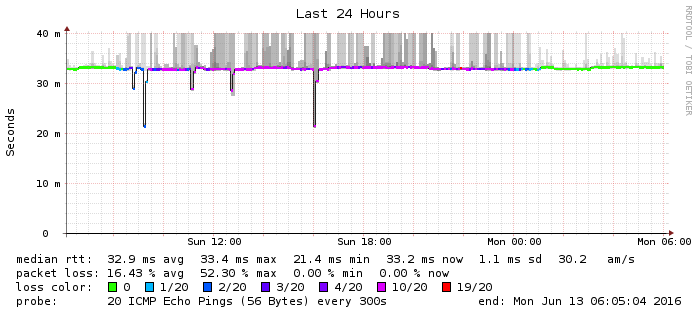 Last 24 Hours
RRDTOOL / TOBI OETIKER
Seconds
40 m
30 m
20 m
10 m
0
Sun 12:00 Sun 18:00 Mon 00:00 Mon 06:00
median rtt: 32.9 ms avg 33.4 ms max 21.4 ms min 33.2 ms now 1.1 ms sd 30.2 am/s
packet loss: 16.43 % avg 52.30 % max 0.00 % min 0.00 % now
loss color: 0 1/20 2/20 3/20 4/20 10/20 19/20
probe: 20 ICMP Echo Pings (56 Bytes) every 300s end: Mon Jun 13 06:05:04 2016